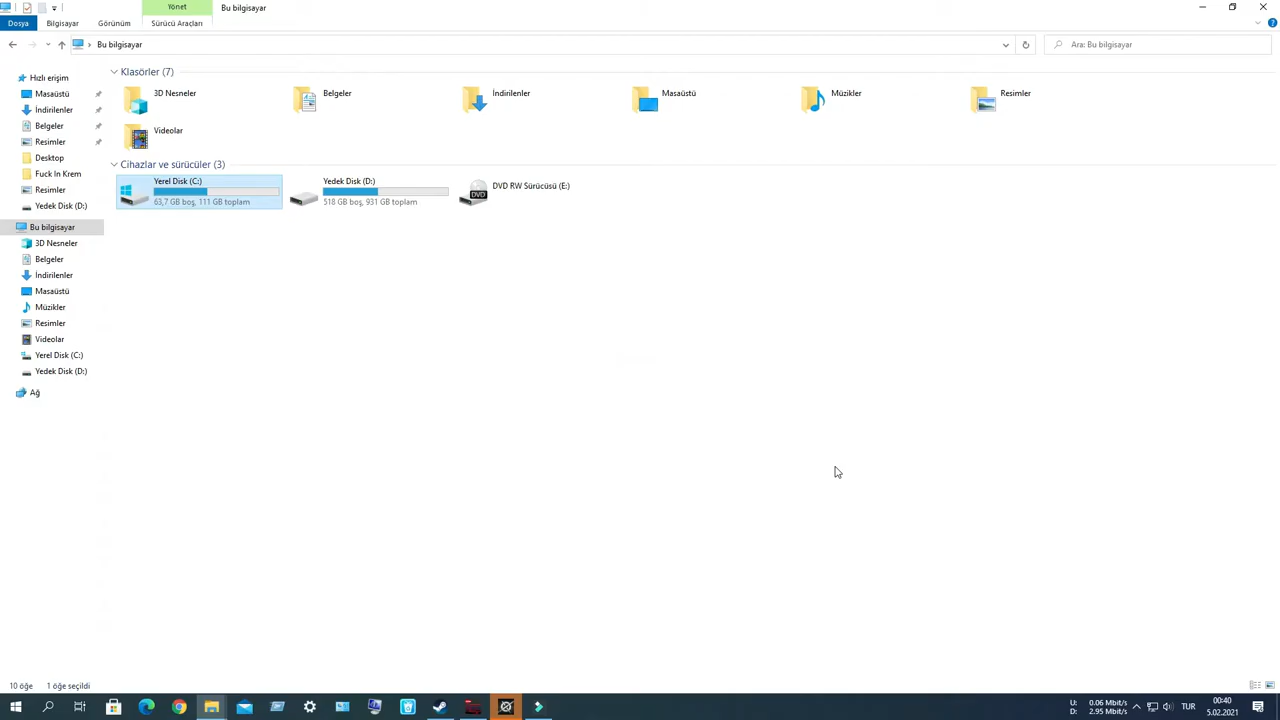 Yönet
Bu bilgisayar
Dosya
Bilgisayar
Görünüm
Sürücü Araçları
Bu bilgisayar
Ara: Bu bilgisayar
Hızlı erişim
Masaüstü
İndirilenler
Belgeler
Resimler
Desktop
Fuck In Krem
Resimler
Yedek Disk (D:)
Bu bilgisayar
3D Nesneler
Belgeler
İndirilenler
Masaüstü
Müzikler
Resimler
Videolar
Yerel Disk (C:)
Yedek Disk (D:)
Ağ
Klasörler (7)
3D Nesneler
Belgeler
İndirilenler
Masaüstü
Müzikler
Resimler
Videolar
Cihazlar ve sürücüler (3)
Yerel Disk (C:)
63,7 GB boş, 111 GB toplam
Yedek Disk (D:)
518 GB boş, 931 GB toplam
DVD
DVD RW Sürücüsü (E:)
10 öğe
1 öğe seçildi
U: 0.06 Mbit/s
D: 2.95 Mbit/s
TUR
00:40
5.02.2021